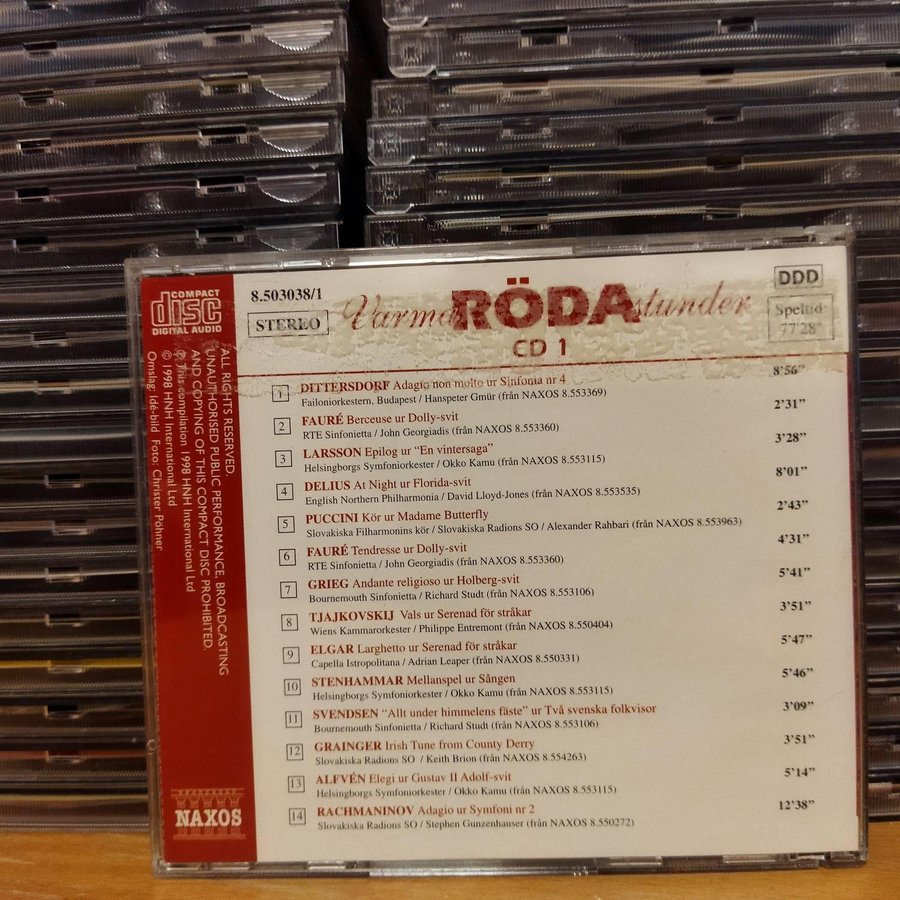 COMPACT
disc
DIGITAL AUDIO
8.503038/1
STEREO
Varma RÖDA stunder
CD 1
DDD
Speltid
77'28"
1 DITTERSDORF Adagio non molto ur Sinfonia nr 4 8'56"
Failoniorkestern, Budapest / Hanspeter Gmür (från NAXOS 8.553369)
2 FAURÉ Berceuse ur Dolly-svit 2'31"
RTE Sinfonietta / John Georgiadis (från NAXOS 8.553360)
3 LARSSON Epilog ur "En vintersaga" 3'28"
Helsingborgs Symfoniorkester / Okko Kamu (från NAXOS 8.553115)
4 DELIUS At Night ur Florida-svit 8'01"
English Northern Philharmonia / David Lloyd-Jones (från NAXOS 8.553535)
5 PUCCINI Kör ur Madame Butterfly 2'43"
Slovakiska Filharmonins kör / Slovakiska Radions SO / Alexander Rahbari (från NAXOS 8.553963)
6 FAURÉ Tendresse ur Dolly-svit 4'31"
RTE Sinfonietta / John Georgiadis (från NAXOS 8.553360)
7 GRIEG Andante religioso ur Holberg-svit 5'41"
Bournemouth Sinfonietta / Richard Studt (från NAXOS 8.553106)
8 TJAJKOVSKIJ Vals ur Serenad för stråkar 3'51"
Wiens Kammarorkester / Philippe Entremont (från NAXOS 8.550404)
9 ELGAR Larghetto ur Serenad för stråkar 5'47"
Capella Istropolitana / Adrian Leaper (från NAXOS 8.550331)
10 STENHAMMAR Mellanspel ur Sången 5'46"
Helsingborgs Symfoniorkester / Okko Kamu (från NAXOS 8.553115)
11 SVENDSEN "Allt under himmelens fäste" ur Två svenska folkvisor 3'09"
Bournemouth Sinfonietta / Richard Studt (från NAXOS 8.553106)
12 GRAINGER Irish Tune from County Derry 3'51"
Slovakiska Radions SO / Keith Brion (från NAXOS 8.554263)
13 ALFVÉN Elegi ur Gustav II Adolf-svit 5'14"
Helsingborgs Symfoniorkester / Okko Kamu (från NAXOS 8.553115)
14 RACHMANINOV Adagio ur Symfoni nr 2 12'38"
Slovakiska Radions SO / Stephen Gunzenhauser (från NAXOS 8.550272)
ALL RIGHTS RESERVED.
UNAUTHORISED PUBLIC PERFORMANCE, BROADCASTING
AND COPYING OF THIS COMPACT DISC PROHIBITED.
℗ This compilation 1998 HNH International Ltd
© 1998 HNH International Ltd
Omslag: Idé-bild Foto: Christer Pöhner
NAXOS